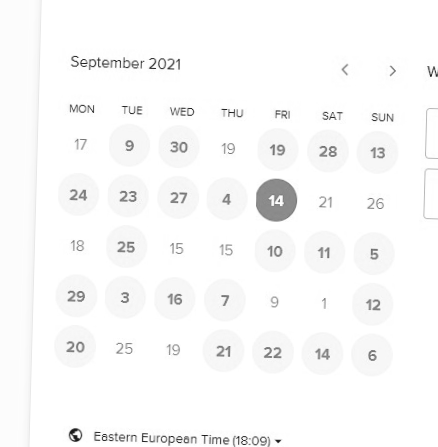 September 2021
W
MON TUE WED THU FRI SAT SUN
17 9 30 19 19 28 13
24 23 27 4 14 21 26
18 25 15 15 10 11 5
29 3 16 7 9 1 12
20 25 19 21 22 14 6
Eastern European Time (18:09)